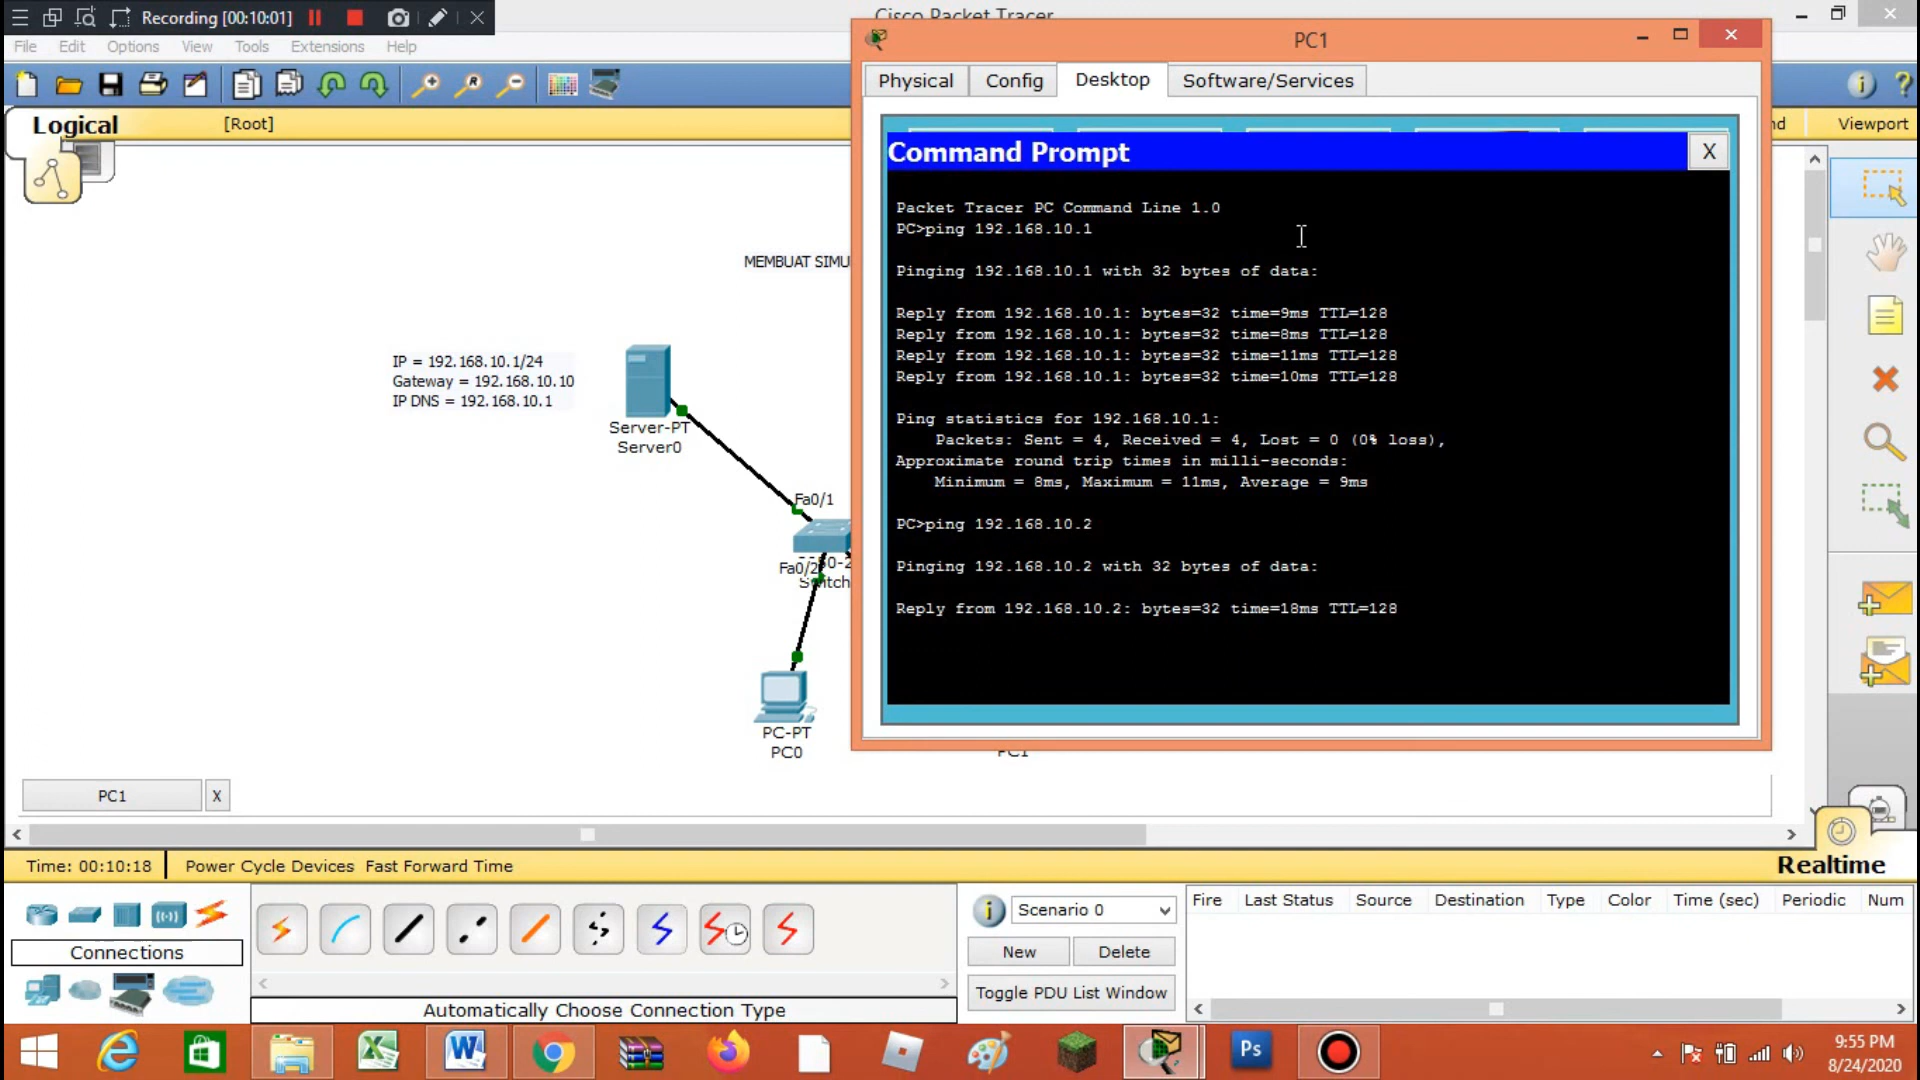 Recording [00:10:01]
Cisco Packet Tracer
File Edit Options View Tools Extensions Help
PC1
Physical Config Desktop Software/Services
Logical [Root]
Viewport
Command Prompt X
Packet Tracer PC Command Line 1.0
PC>ping 192.168.10.1
Pinging 192.168.10.1 with 32 bytes of data:
Reply from 192.168.10.1: bytes=32 time=9ms TTL=128
Reply from 192.168.10.1: bytes=32 time=8ms TTL=128
Reply from 192.168.10.1: bytes=32 time=11ms TTL=128
Reply from 192.168.10.1: bytes=32 time=10ms TTL=128
Ping statistics for 192.168.10.1:
Packets: Sent = 4, Received = 4, Lost = 0 (0% loss),
Approximate round trip times in milli-seconds:
Minimum = 8ms, Maximum = 11ms, Average = 9ms
PC>ping 192.168.10.2
Pinging 192.168.10.2 with 32 bytes of data:
Reply from 192.168.10.2: bytes=32 time=18ms TTL=128
MEMBUAT SIMU
IP = 192.168.10.1/24
Gateway = 192.168.10.10
IP DNS = 192.168.10.1
Server-PT
Server0
Fa0/1
Fa0/2
Switch
PC-PT
PC0
PC1
PC1 X
Time: 00:10:18 Power Cycle Devices Fast Forward Time
Realtime
Connections
Automatically Choose Connection Type
Scenario 0
New Delete
Toggle PDU List Window
Fire Last Status Source Destination Type Color Time (sec) Periodic Num
Ps
9:55 PM
8/24/2020